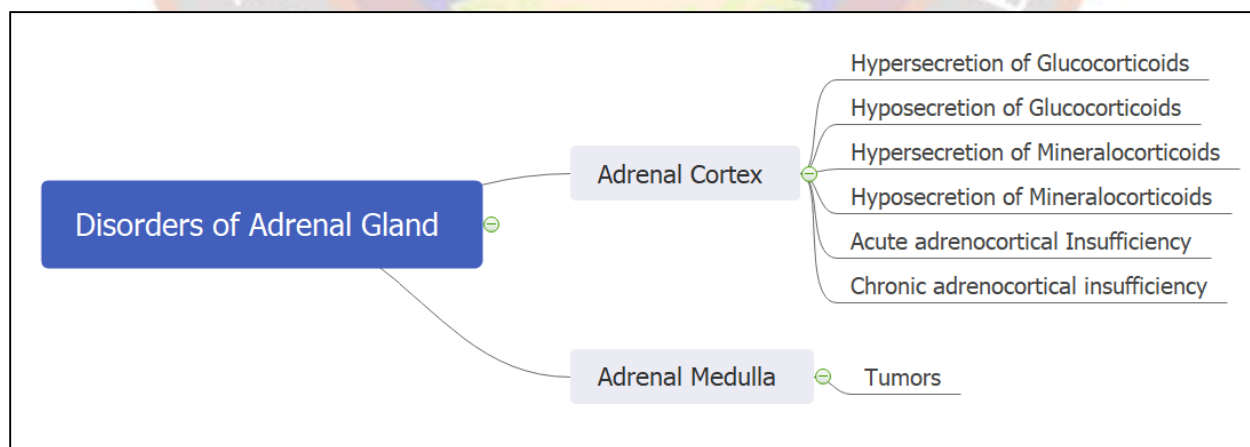 Disorders of Adrenal Gland
Adrenal Cortex
Hypersecretion of Glucocorticoids
Hyposecretion of Glucocorticoids
Hypersecretion of Mineralocorticoids
Hyposecretion of Mineralocorticoids
Acute adrenocortical Insufficiency
Chronic adrenocortical insufficiency
Adrenal Medulla
Tumors